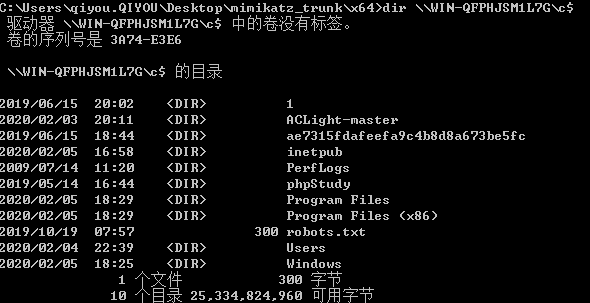 C:\Users\qiyou.QIYOU\Desktop\mimikatz_trunk\x64>dir \\WIN-QFPHJSM1L7G\c$
驱动器 \\WIN-QFPHJSM1L7G\c$ 中的卷没有标签。
卷的序列号是 3A74-E3E6
\\WIN-QFPHJSM1L7G\c$ 的目录
2019/06/15  20:02    <DIR>          1
2020/02/03  20:11    <DIR>          ACLight-master
2019/06/15  18:44    <DIR>          ae7315fdafeefa9c4b8d8a673be5fc
2020/02/05  16:58    <DIR>          inetpub
2009/07/14  11:20    <DIR>          PerfLogs
2019/05/14  16:44    <DIR>          phpStudy
2020/02/05  18:29    <DIR>          Program Files
2020/02/05  18:29    <DIR>          Program Files (x86)
2019/10/19  07:57               300 robots.txt
2020/02/04  22:39    <DIR>          Users
2020/02/05  18:25    <DIR>          Windows
1 个文件            300 字节
10 个目录 25,334,824,960 可用字节